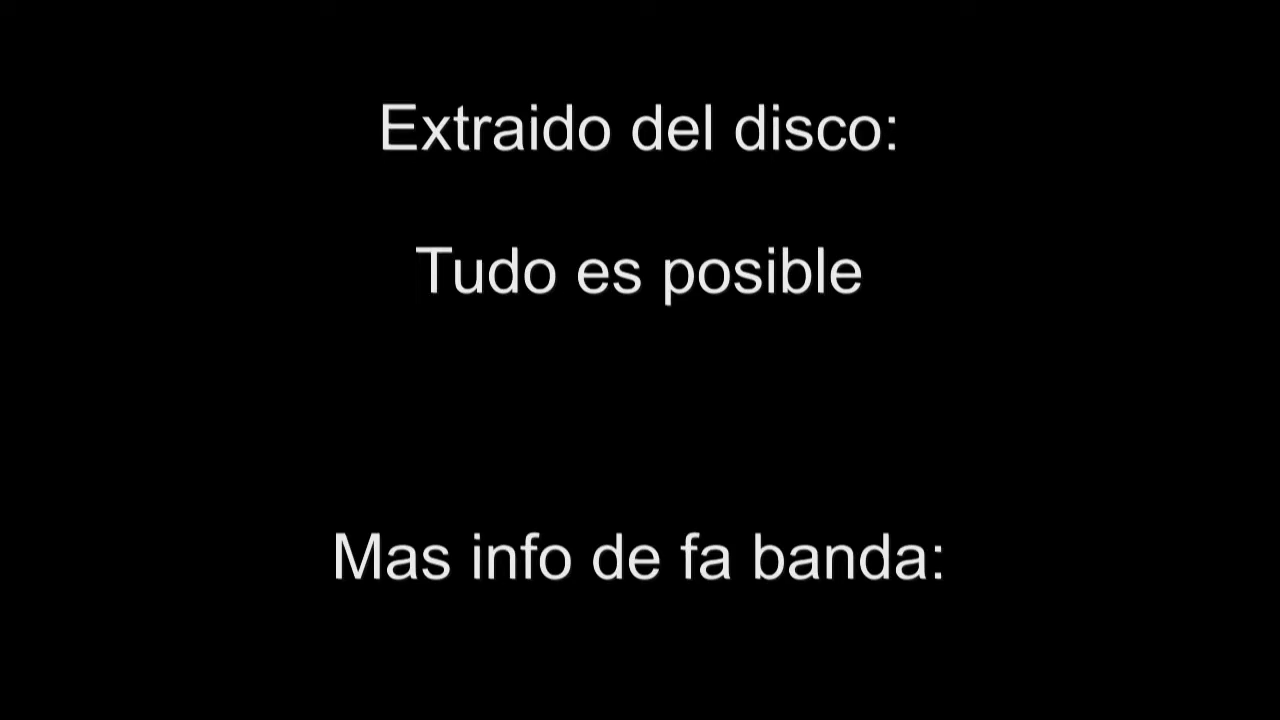 Extraido del disco:
Tudo es posible
Mas info de fa banda: